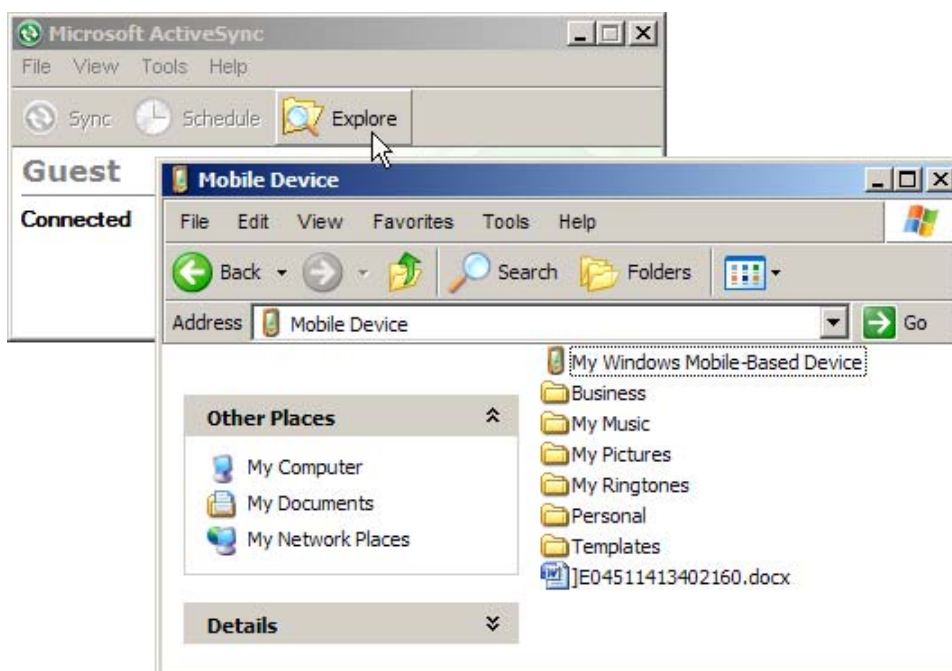 Microsoft ActiveSync
File View Tools Help
Sync Schedule Explore
Guest
Connected
Mobile Device
File Edit View Favorites Tools Help
Back Search Folders
Address Mobile Device Go
Other Places
My Computer
My Documents
My Network Places
Details
My Windows Mobile-Based Device
Business
My Music
My Pictures
My Ringtones
Personal
Templates
]E04511413402160.docx